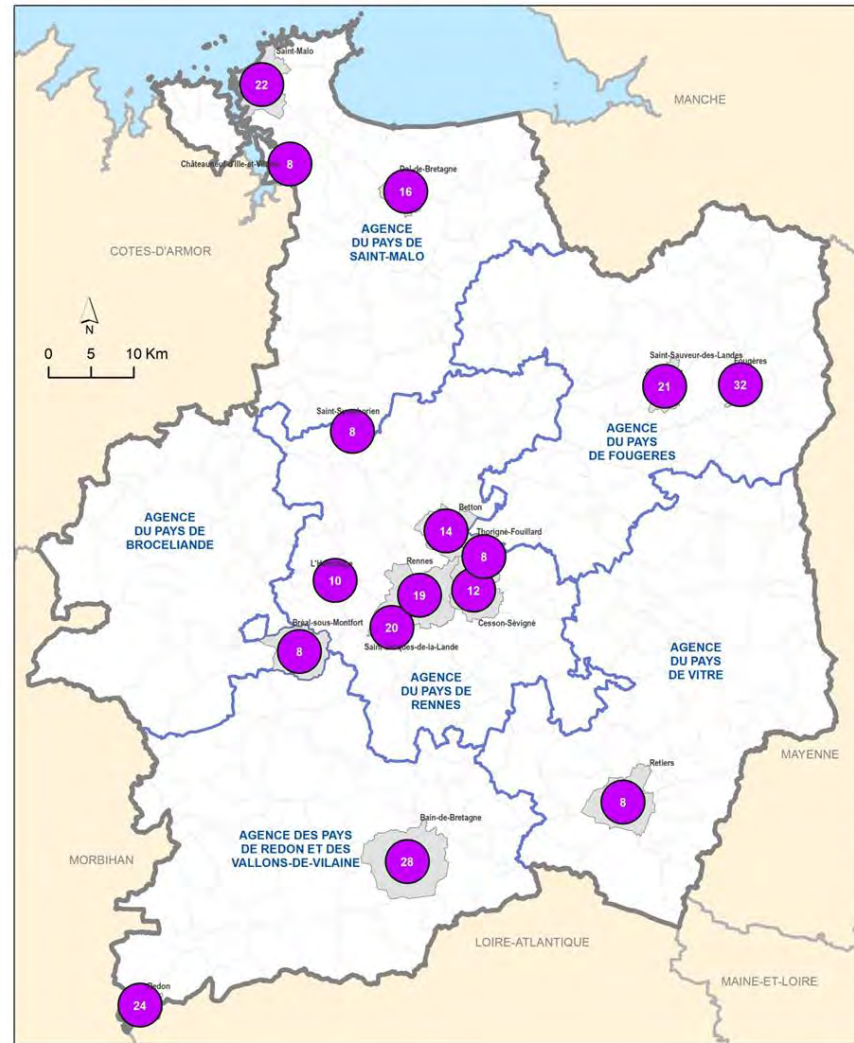 Saint-Malo
22
MANCHE
8
16
AGENCE
DU PAYS DE
SAINT-MALO
COTES-D'ARMOR
N
0 5 10 Km
Saint-Sauveur-des-Landes
Fougères
21
32
8
AGENCE
DU PAYS
DE FOUGERES
AGENCE
DU PAYS DE
BROCELIANDE
Betton
14
Thorigné-Fouillard
8
10
Rennes
19
12
Cesson-Sévigné
20
Bréal-sous-Montfort
8
AGENCE
DU PAYS DE
RENNES
AGENCE
DU PAYS
DE VITRE
MAYENNE
Retiers
8
Bain-de-Bretagne
28
AGENCE DES PAYS
DE REDON ET DES
VALLONS-DE-VILAINE
MORBIHAN
LOIRE-ATLANTIQUE
MAINE-ET-LOIRE
Redon
24